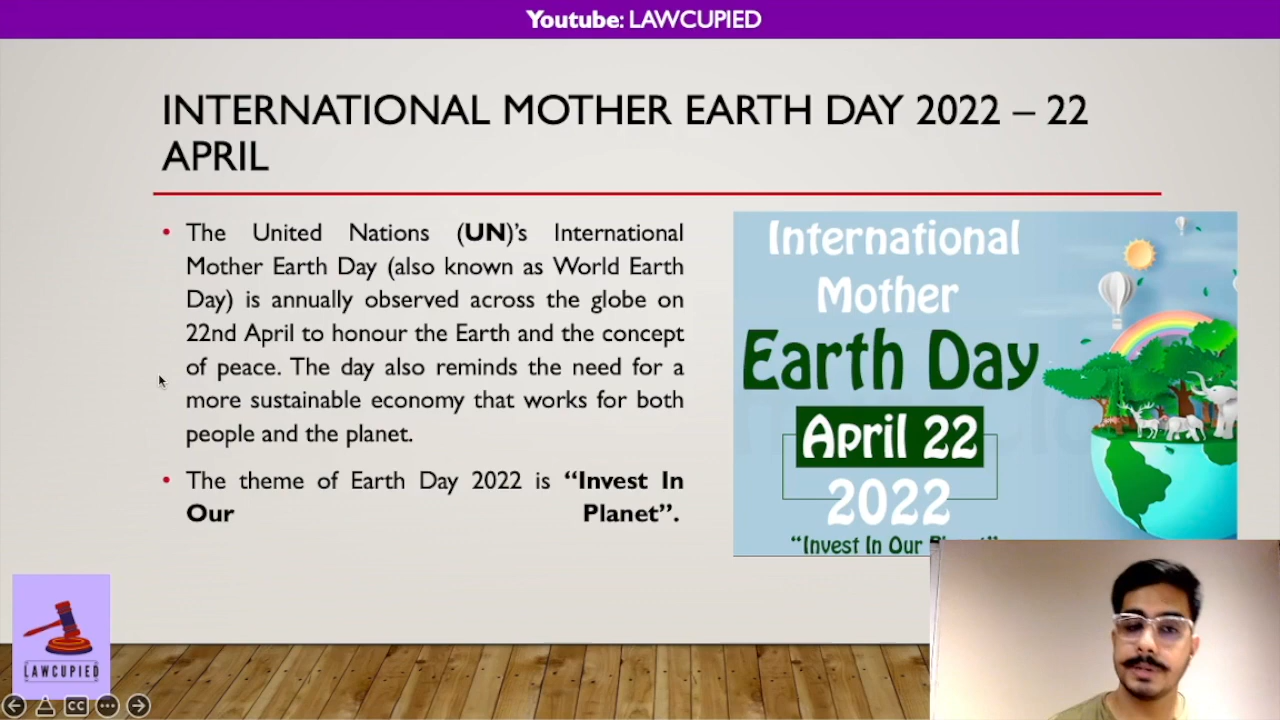 Youtube: LAWCUPIED
INTERNATIONAL MOTHER EARTH DAY 2022 – 22
APRIL
The United Nations (UN)’s International
Mother Earth Day (also known as World Earth
Day) is annually observed across the globe on
22nd April to honour the Earth and the concept
of peace. The day also reminds the need for a
more sustainable economy that works for both
people and the planet.
The theme of Earth Day 2022 is “Invest In
Our Planet”.
International
Mother
Earth Day
April 22
2022
“Invest In Our
LAWCUPIED
CC